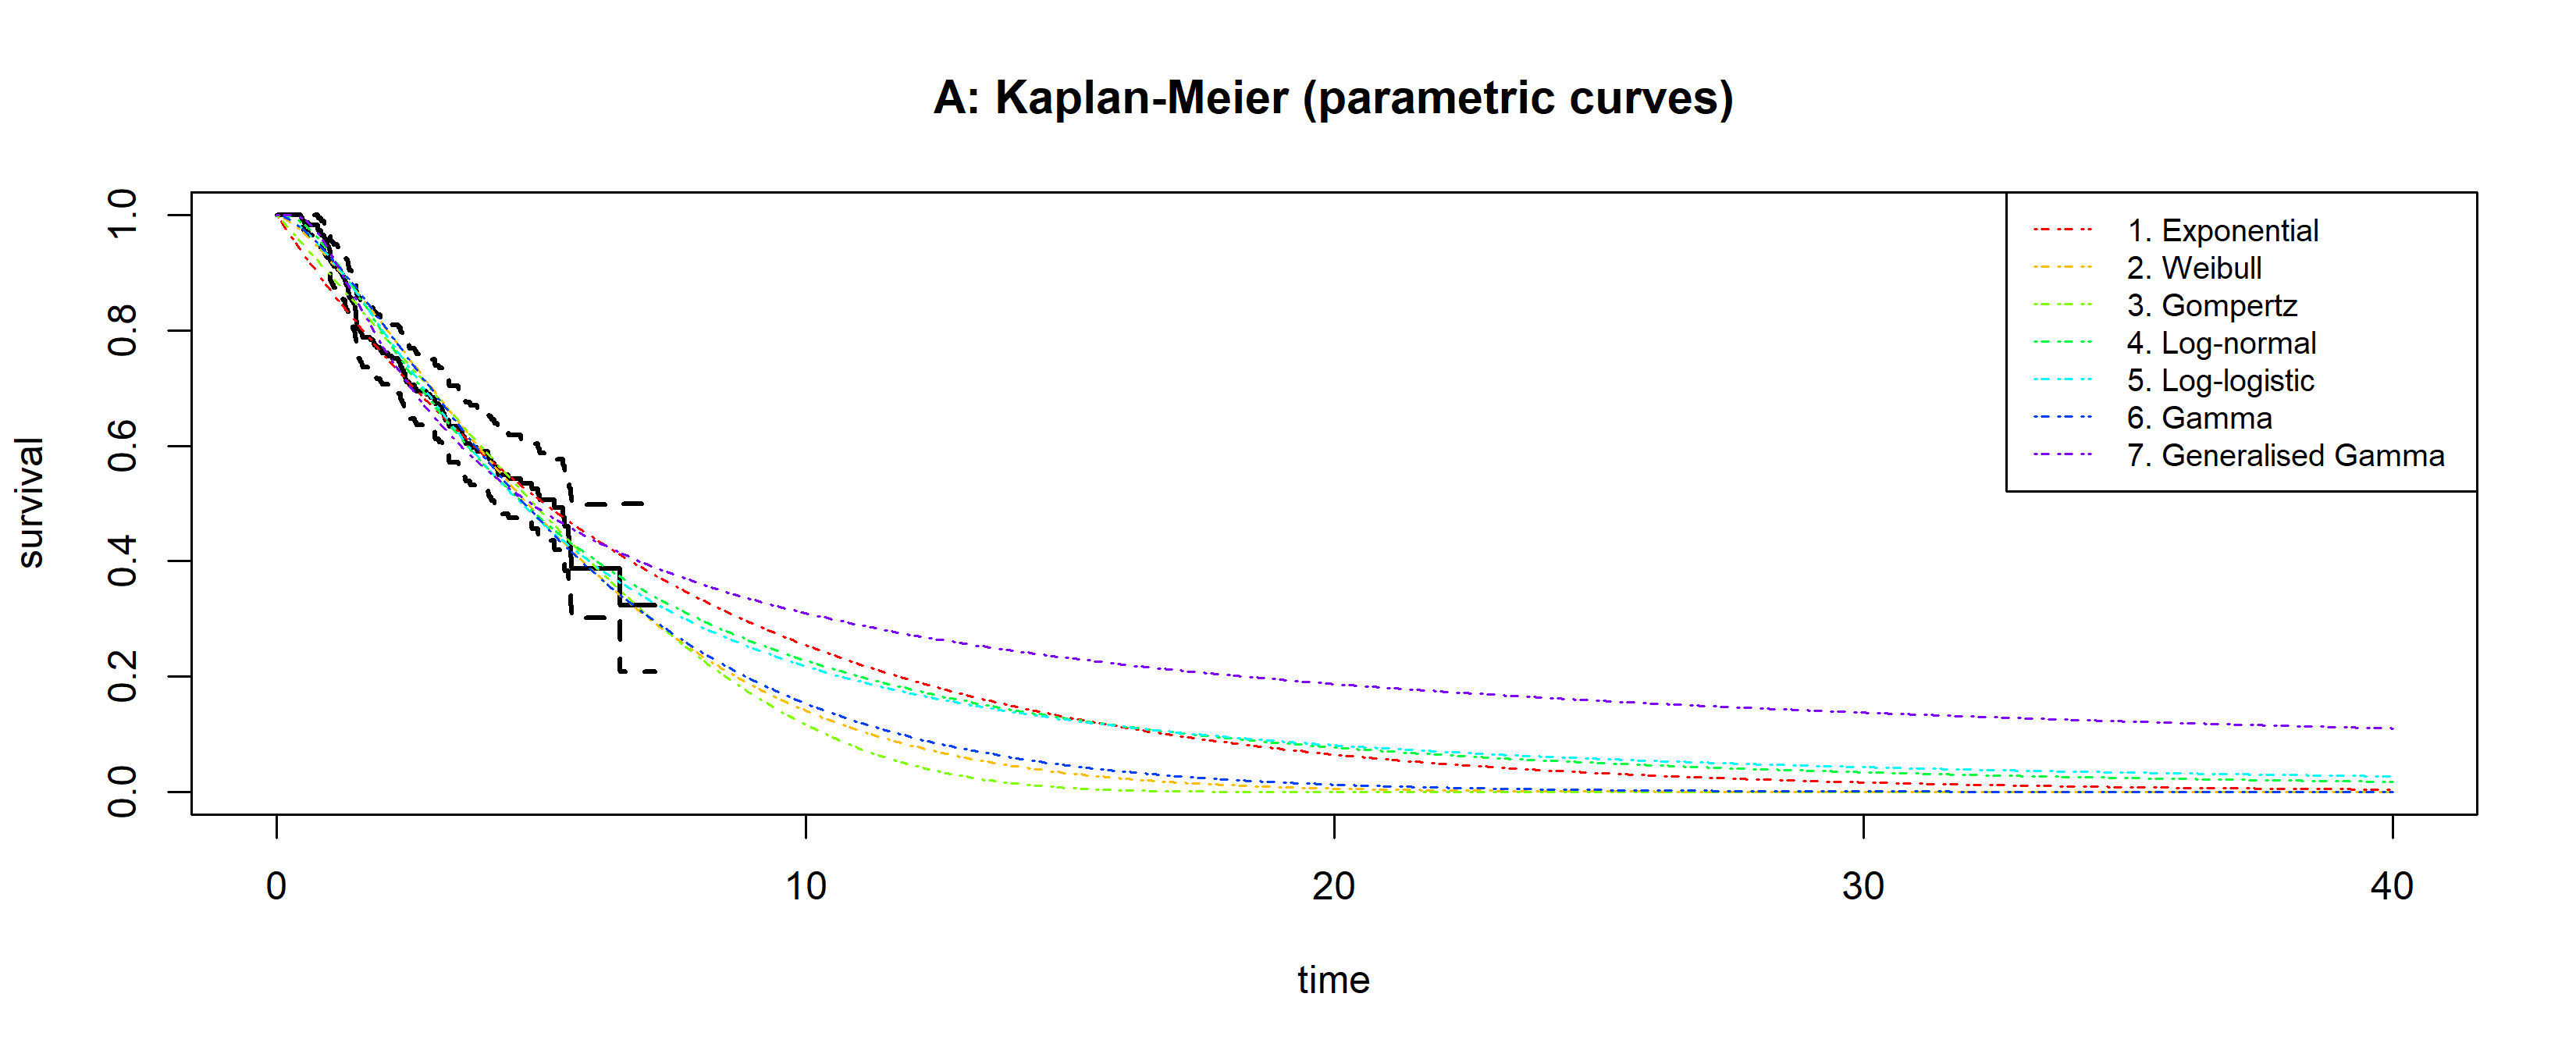 A: Kaplan-Meier (parametric curves)
1. Exponential
2. Weibull
3. Gompertz
4. Log-normal
5. Log-logistic
6. Gamma
7. Generalised Gamma
survival
1.0
0.8
0.6
0.4
0.2
0.0
0 10 20 30 40
time